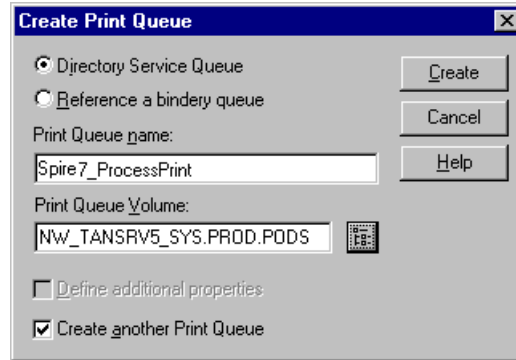 Create Print Queue
Directory Service Queue
Create
Reference a bindery queue
Cancel
Print Queue name:
Help
Spire7_ProcessPrint
Print Queue Volume:
NW_TANSRV5_SYS.PROD.PODS
Define additional properties
Create another Print Queue